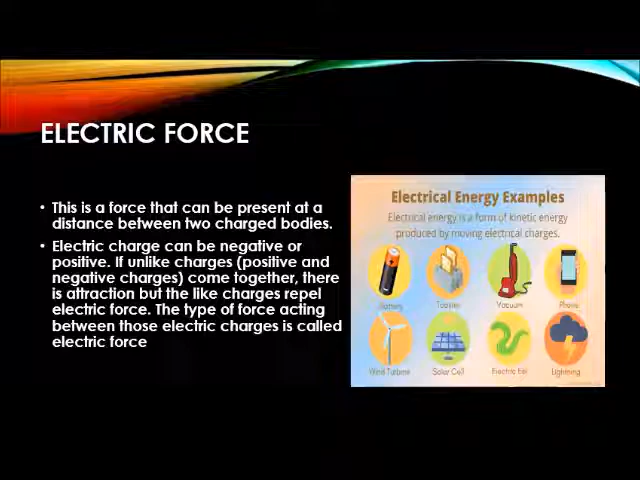 ELECTRIC FORCE
• This is a force that can be present at a
distance between two charged bodies.
• Electric charge can be negative or
positive. If unlike charges (positive and
negative charges) come together, there
is attraction but the like charges repel
electric force. The type of force acting
between those electric charges is called
electric force
Electrical Energy Examples
Electrical energy is a form of kinetic energy
produced by moving electrical charges.
Battery Toaster Vacuum Phone
Wind Turbine Solar Cell Electric Eel Lightning